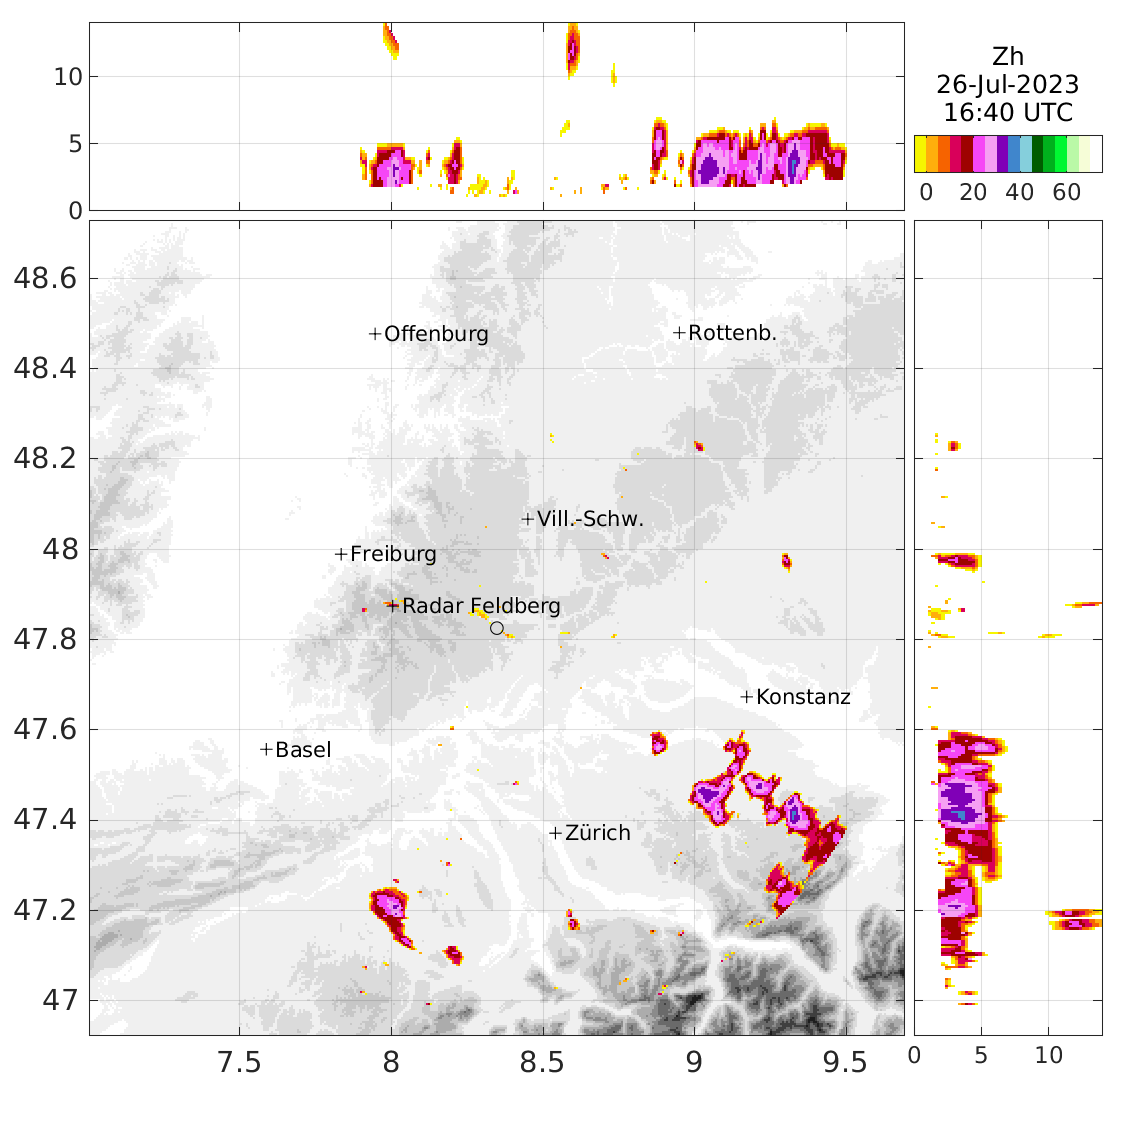 Zh
26-Jul-2023
16:40 UTC
0 20 40 60
10
5
0
48.6
48.4
48.2
48
47.8
47.6
47.4
47.2
47
+Offenburg
+Rottenb.
+Vill.-Schw.
+Freiburg
+Radar Feldberg
+Konstanz
+Basel
+Zürich
7.5 8 8.5 9 9.5
0 5 10